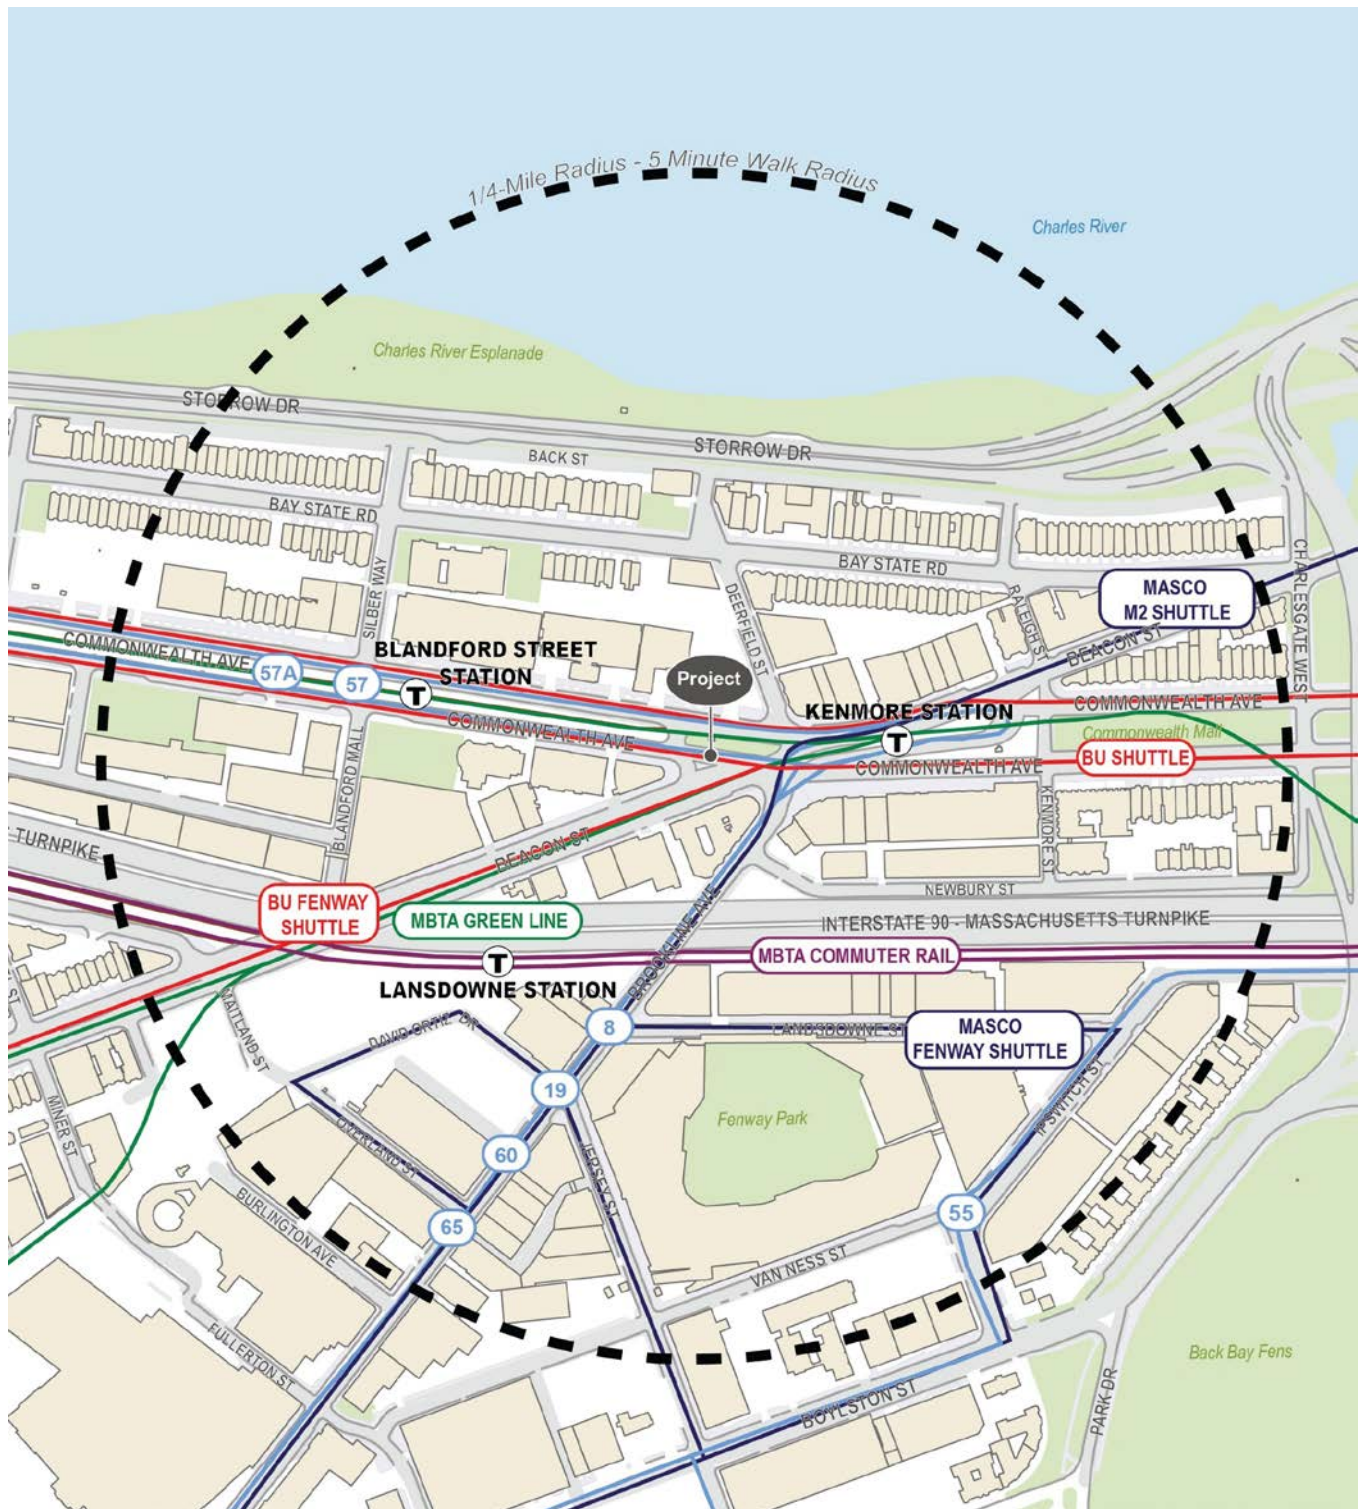 1/4-Mile Radius - 5 Minute Walk Radius
Charles River
Charles River Esplanade
STORROW DR
STORROW DR
BACK ST
BAY STATE RD
BAY STATE RD
SILBER WAY
DEERFIELD ST
RALEIGH ST
CHARLESGATE WEST
MASCO
M2 SHUTTLE
BEACON ST
COMMONWEALTH AVE
57A
57
BLANDFORD STREET
STATION
T
Project
KENMORE STATION
T
COMMONWEALTH AVE
Commonwealth Mall
COMMONWEALTH AVE
COMMONWEALTH AVE
BU SHUTTLE
BLANDFORD MALL
KENMORE ST
TURNPIKE
BEACON ST
NEWBURY ST
BU FENWAY
SHUTTLE
MBTA GREEN LINE
INTERSTATE 90 - MASSACHUSETTS TURNPIKE
BROOKLINE AVE
MBTA COMMUTER RAIL
T
LANSDOWNE STATION
MAITLAND ST
DAVID ORTIZ DR
8
LANDSDOWNE ST
MASCO
FENWAY SHUTTLE
19
IPSWITCH ST
MINER ST
OVERLAND ST
Fenway Park
60
JERSEY ST
BURLINGTON AVE
65
55
VAN NESS ST
FULLERTON ST
Back Bay Fens
BOYLSTON ST
PARK DR